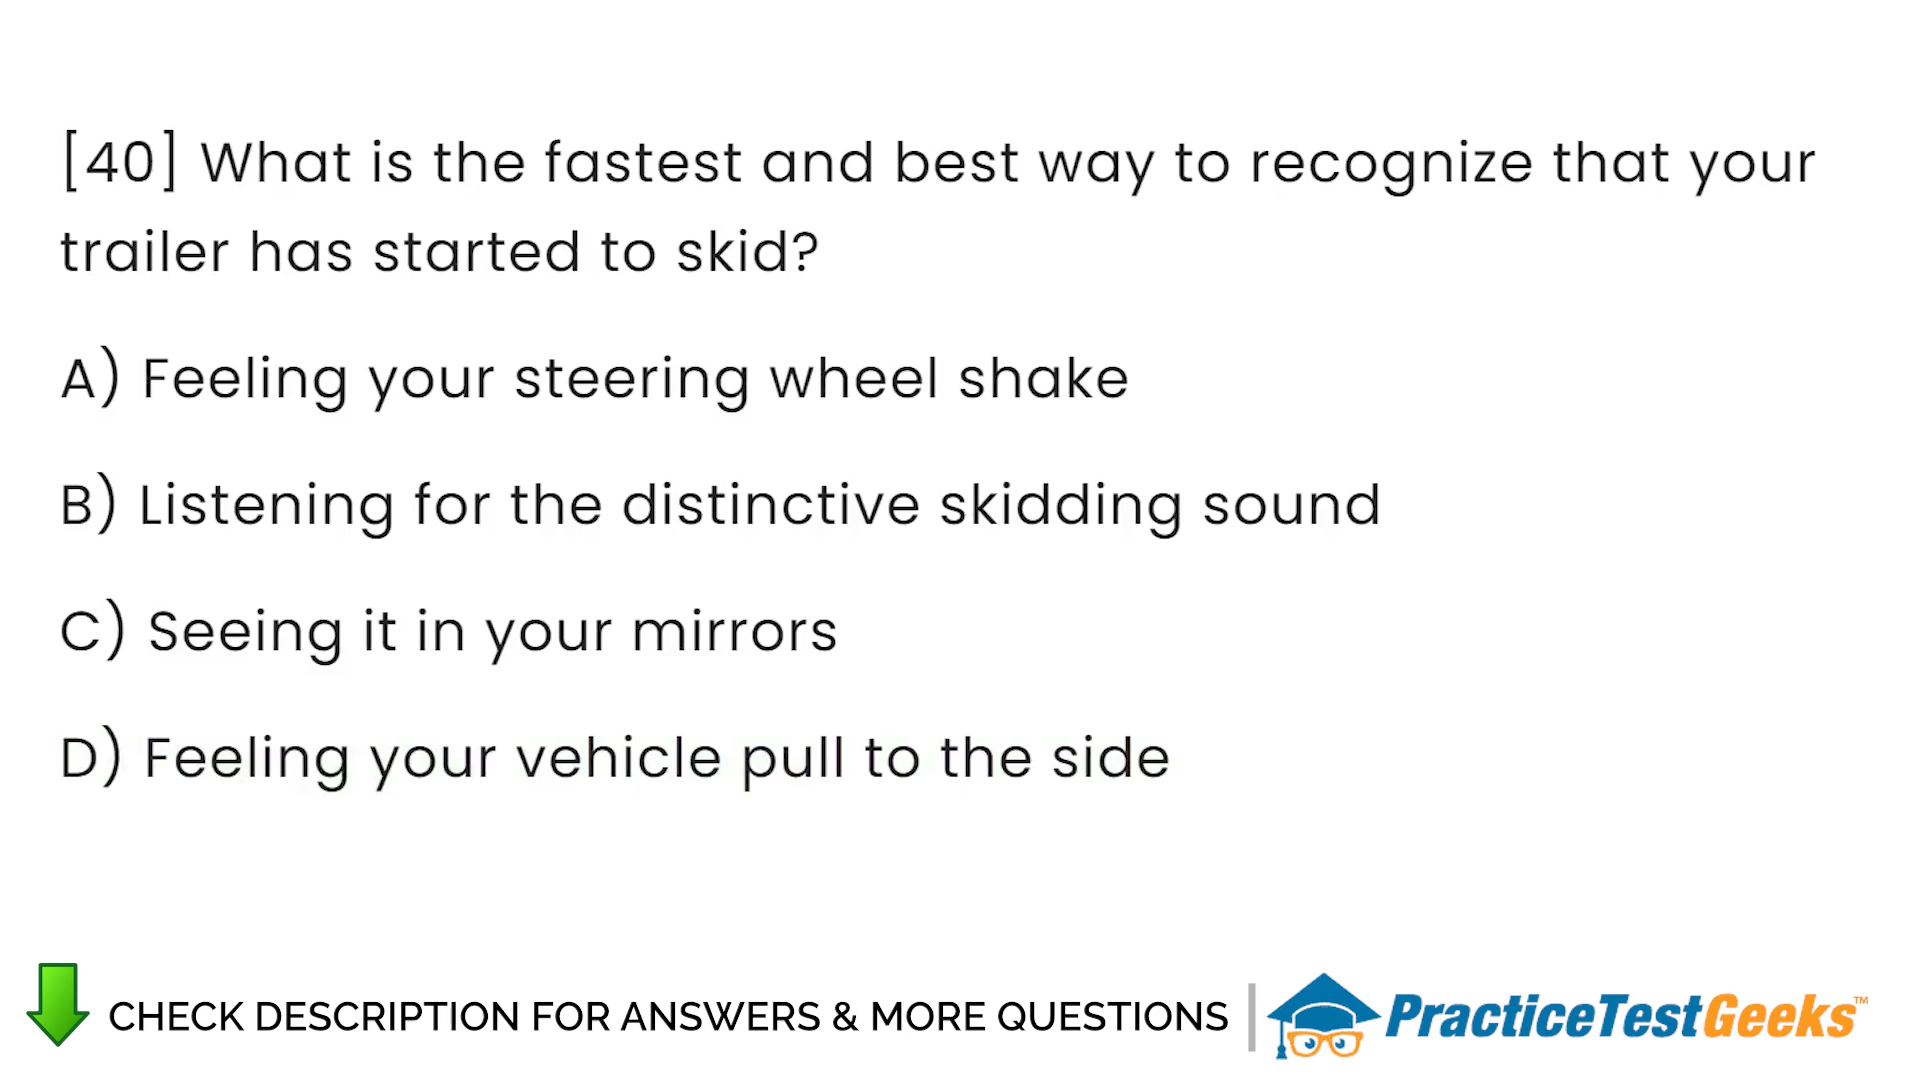 [40] What is the fastest and best way to recognize that your
trailer has started to skid?
A) Feeling your steering wheel shake
B) Listening for the distinctive skidding sound
C) Seeing it in your mirrors
D) Feeling your vehicle pull to the side
CHECK DESCRIPTION FOR ANSWERS & MORE QUESTIONS
PracticeTestGeeks™